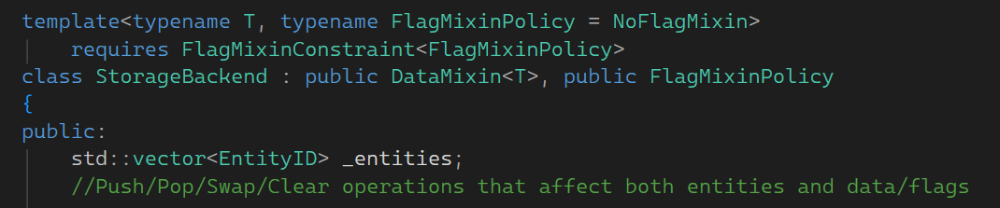 template<typename T, typename FlagMixinPolicy = NoFlagMixin>
    requires FlagMixinConstraint<FlagMixinPolicy>
class StorageBackend : public DataMixin<T>, public FlagMixinPolicy
{
public:
    std::vector<EntityID> _entities;
    //Push/Pop/Swap/Clear operations that affect both entities and data/flags